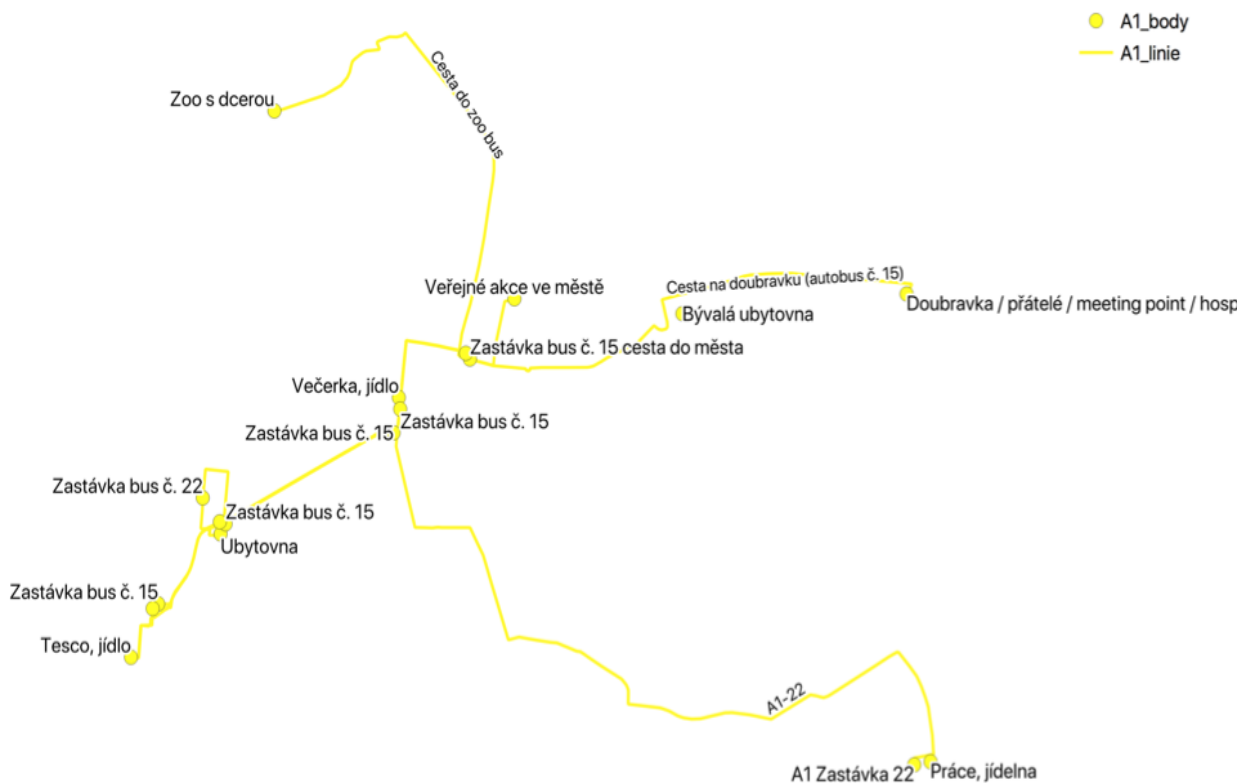 A1_body
A1_linie
Zoo s dcerou
Cesta do zoo bus
Veřejné akce ve městě
Cesta na doubravku (autobus č. 15)
Doubravka / přátelé / meeting point / hosp
Bývalá ubytovna
Zastávka bus č. 15 cesta do města
Večerka, jídlo
Zastávka bus č. 15
Zastávka bus č. 15
Zastávka bus č. 22
Zastávka bus č. 15
Ubytovna
Zastávka bus č. 15
Tesco, jídlo
A1-22
A1 Zastávka 22
Práce, jídelna